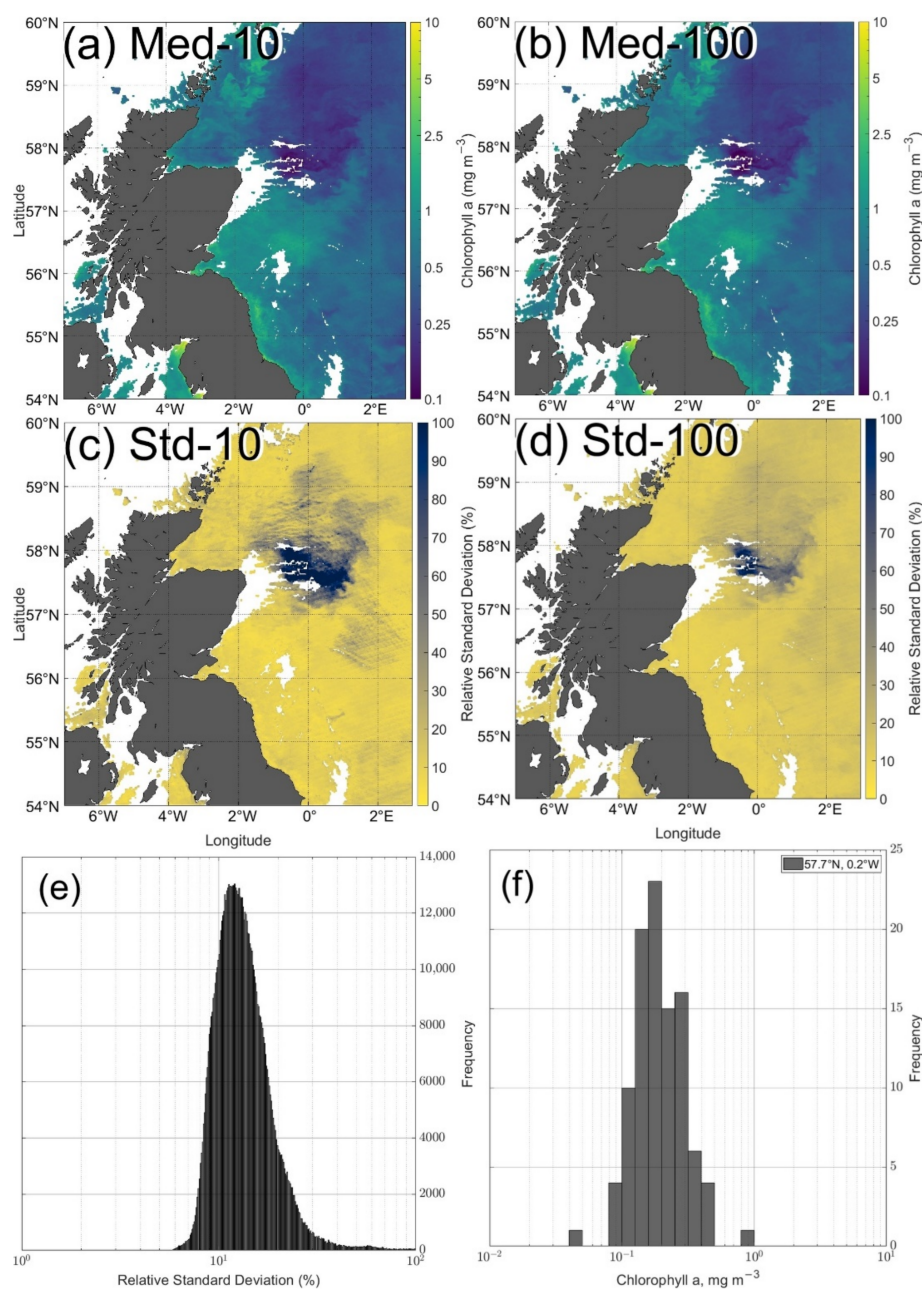 (a) Med-10
(b) Med-100
60°N
59°N
58°N
57°N
56°N
55°N
54°N
Latitude
6°W
4°W
2°W
0°
2°E
10
5
2.5
1
0.5
0.25
0.1
Chlorophyll a (mg m⁻³)
60°N
59°N
58°N
57°N
56°N
55°N
54°N
6°W
4°W
2°W
0°
2°E
10
5
2.5
1
0.5
0.25
0.1
Chlorophyll a (mg m⁻³)
(c) Std-10
(d) Std-100
60°N
59°N
58°N
57°N
56°N
55°N
54°N
Latitude
6°W
4°W
2°W
0°
2°E
Longitude
100
90
80
70
60
50
40
30
20
10
0
Relative Standard Deviation (%)
60°N
59°N
58°N
57°N
56°N
55°N
54°N
6°W
4°W
2°W
0°
2°E
Longitude
100
90
80
70
60
50
40
30
20
10
0
Relative Standard Deviation (%)
(e)
14,000
12,000
10,000
8000
6000
4000
2000
0
Frequency
10⁰
10¹
10²
Relative Standard Deviation (%)
(f)
57.7°N, 0.2°W
25
20
15
10
5
0
Frequency
10⁻²
10⁻¹
10⁰
10¹
Chlorophyll a, mg m⁻³